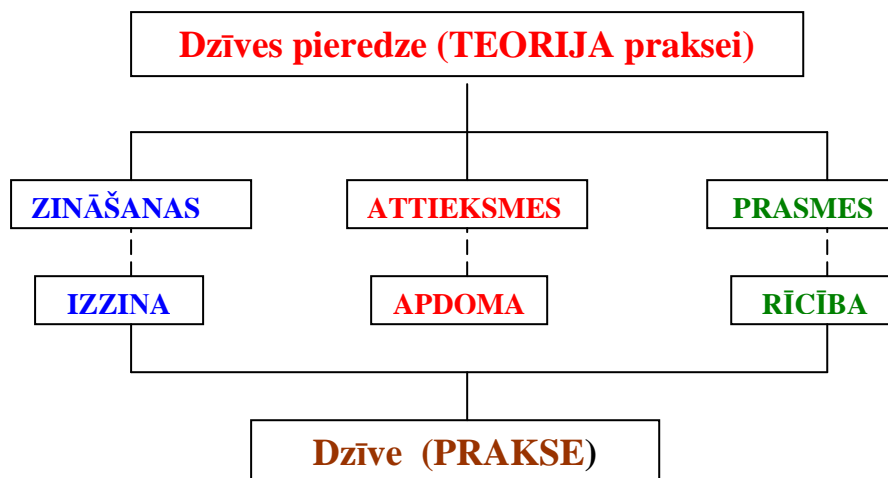 Dzīves pieredze (TEORIJA praksei)
ZINĀŠANAS
ATTIEKSMES
PRASMES
IZZINA
APDOMA
RĪCĪBA
Dzīve (PRAKSE)